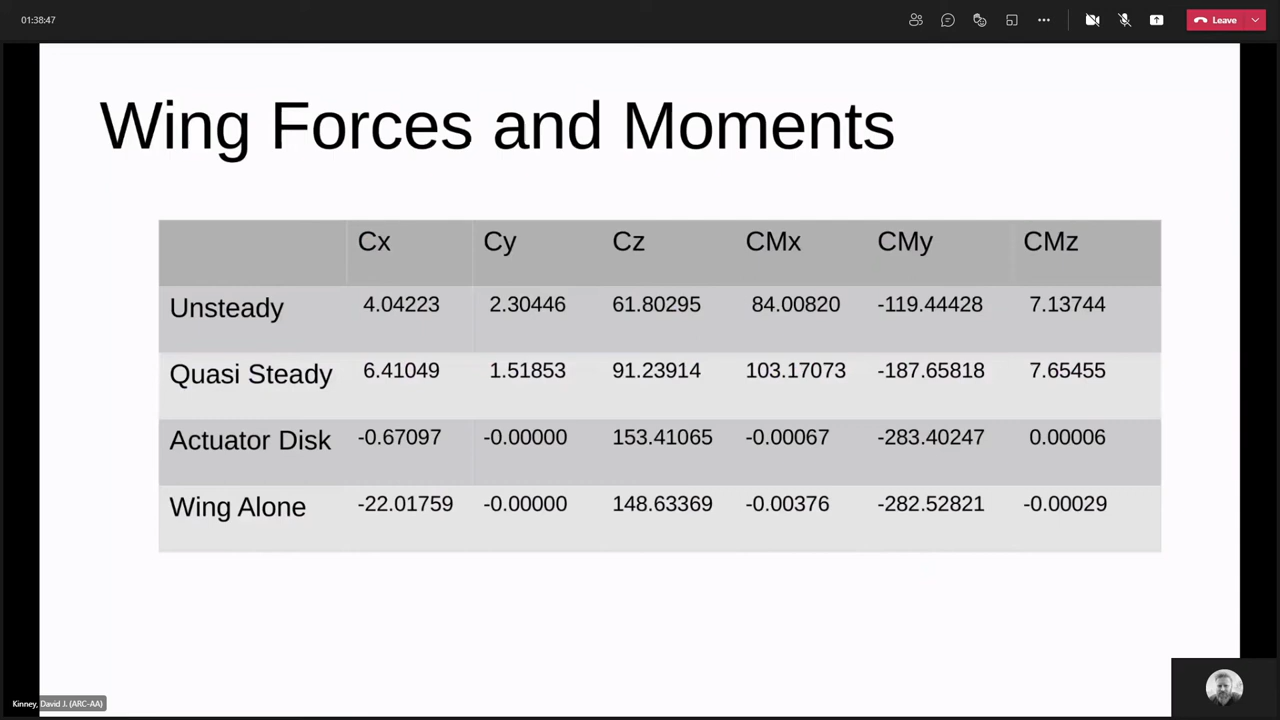 01:38:47
Leave
Wing Forces and Moments
Cx Cy Cz CMx CMy CMz
Unsteady 4.04223 2.30446 61.80295 84.00820 -119.44428 7.13744
Quasi Steady 6.41049 1.51853 91.23914 103.17073 -187.65818 7.65455
Actuator Disk -0.67097 -0.00000 153.41065 -0.00067 -283.40247 0.00006
Wing Alone -22.01759 -0.00000 148.63369 -0.00376 -282.52821 -0.00029
Kinney, David J. (ARC-AA)